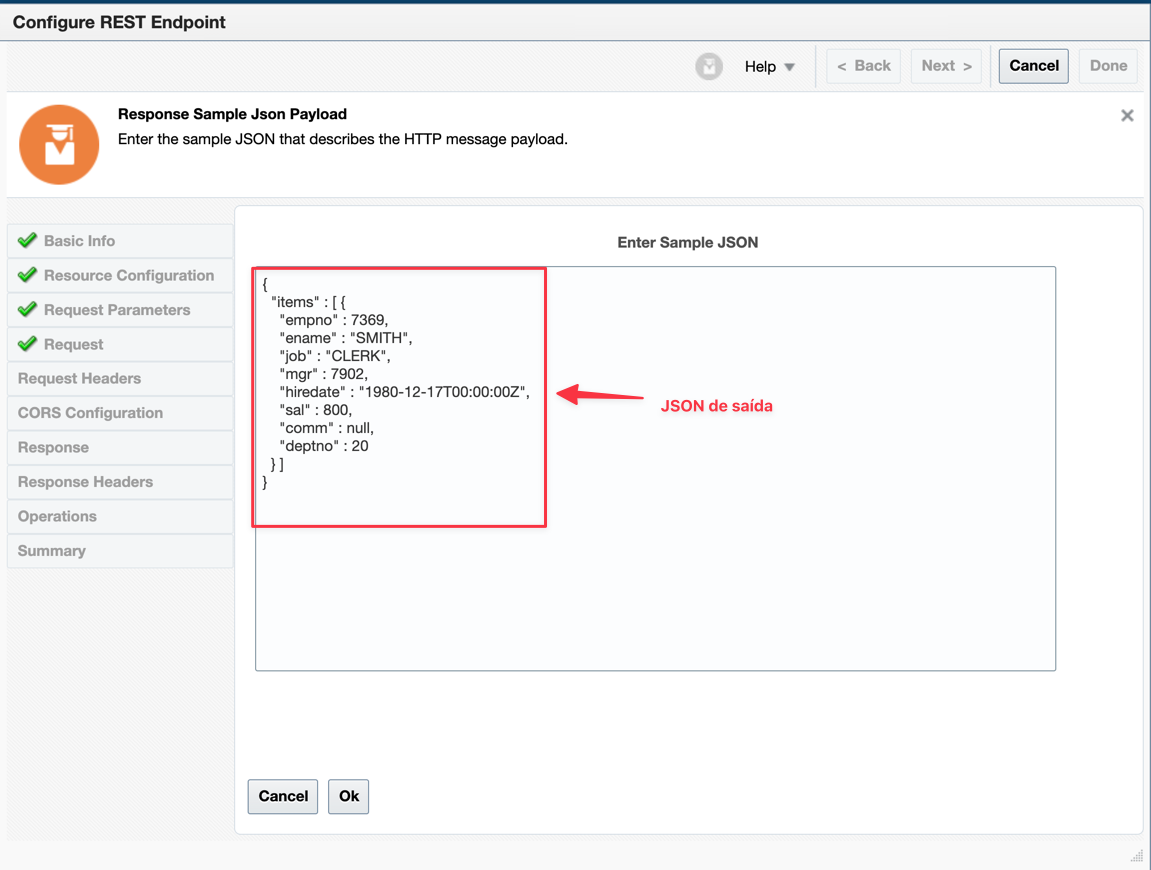 Configure REST Endpoint
Help
< Back
Next >
Cancel
Done
Response Sample Json Payload
Enter the sample JSON that describes the HTTP message payload.
Basic Info
Resource Configuration
Request Parameters
Request
Request Headers
CORS Configuration
Response
Response Headers
Operations
Summary
Enter Sample JSON
{
"items" : [ {
"empno" : 7369,
"ename" : "SMITH",
"job" : "CLERK",
"mgr" : 7902,
"hiredate" : "1980-12-17T00:00:00Z",
"sal" : 800,
"comm" : null,
"deptno" : 20
} ]
}
JSON de saída
Cancel
Ok